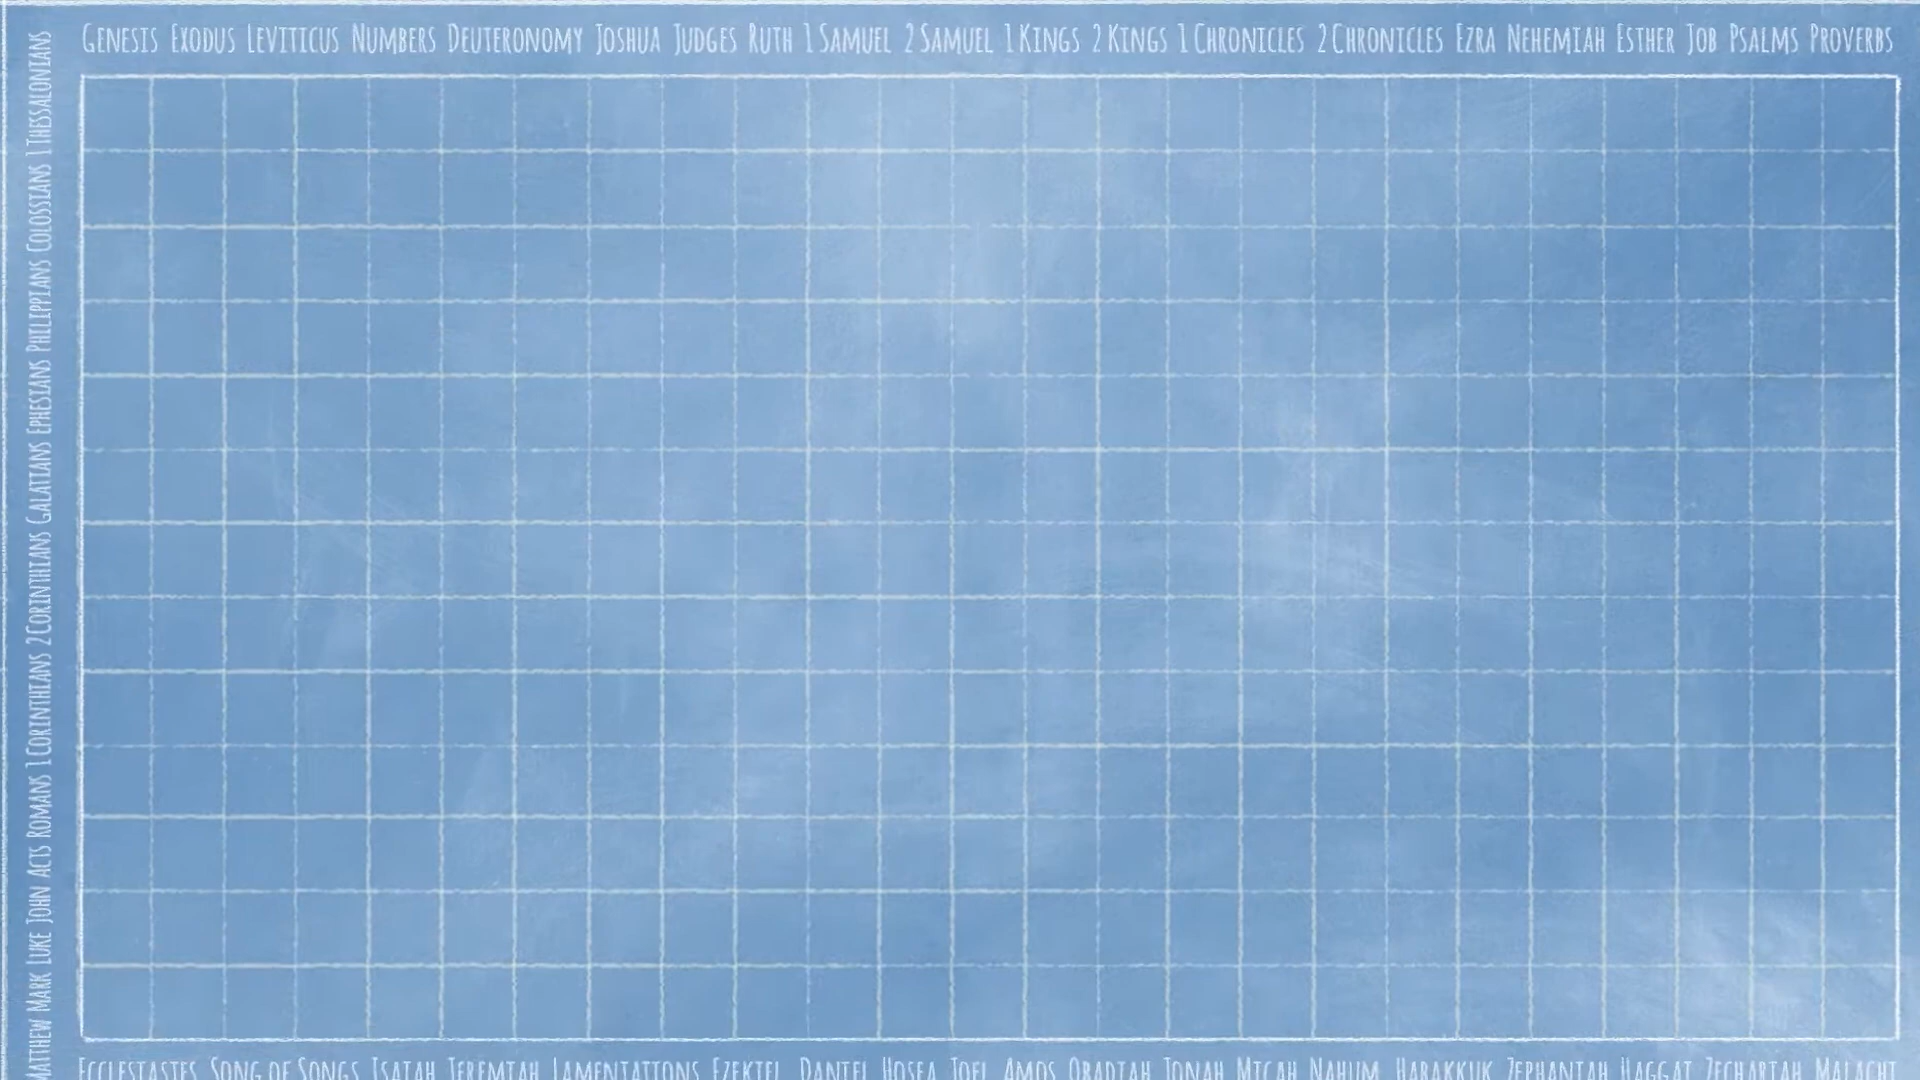 Genesis Exodus Leviticus Numbers Deuteronomy Joshua Judges Ruth 1 Samuel 2 Samuel 1 Kings 2 Kings 1 Chronicles 2 Chronicles Ezra Nehemiah Esther Job Psalms Proverbs
Matthew Mark Luke John Acts Romans 1 Corinthians 2 Corinthians Galatians Ephesians Philippians Colossians 1 Thessalonians
Ecclesiastes Song of Songs Isaiah Jeremiah Lamentations Ezekiel Daniel Hosea Joel Amos Obadiah Jonah Micah Nahum Habakkuk Zephaniah Haggai Zechariah Malachi